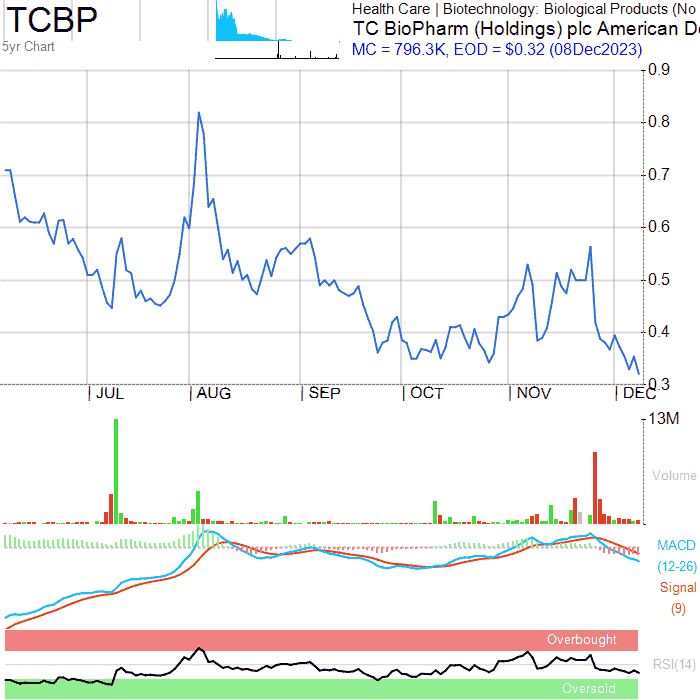 TCBP
5yr Chart
Health Care | Biotechnology: Biological Products (No
TC BioPharm (Holdings) plc American De
MC = 796.3K, EOD = $0.32 (08Dec2023)
0.9
0.8
0.7
0.6
0.5
0.4
0.3
JUL AUG SEP OCT NOV DEC
13M
Volume
MACD
(12-26)
Signal
(9)
Overbought
RSI(14)
Oversold